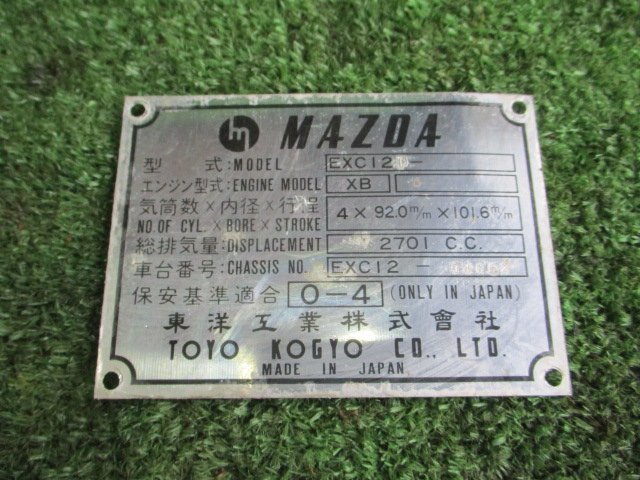 m MAZDA
型 式:MODEL EXC12 -
エンジン型式:ENGINE MODEL XB
気筒数×内径×行程
NO. OF CYL.×BORE×STROKE 4×92.0m/m×101.6m/m
総排気量:DISPLACEMENT 2701 C.C.
車台番号:CHASSIS NO. EXC12 -
保安基準適合 0-4 (ONLY IN JAPAN)
東洋工業株式會社
TOYO KOGYO CO., LTD.
MADE IN JAPAN